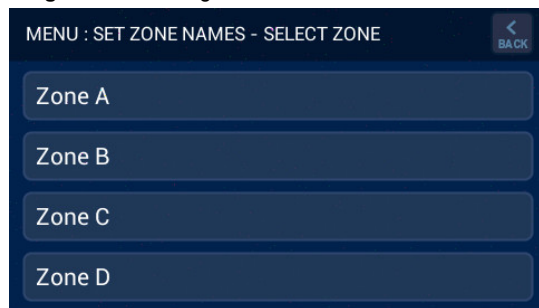 MENU : SET ZONE NAMES - SELECT ZONE
BACK
Zone A
Zone B
Zone C
Zone D